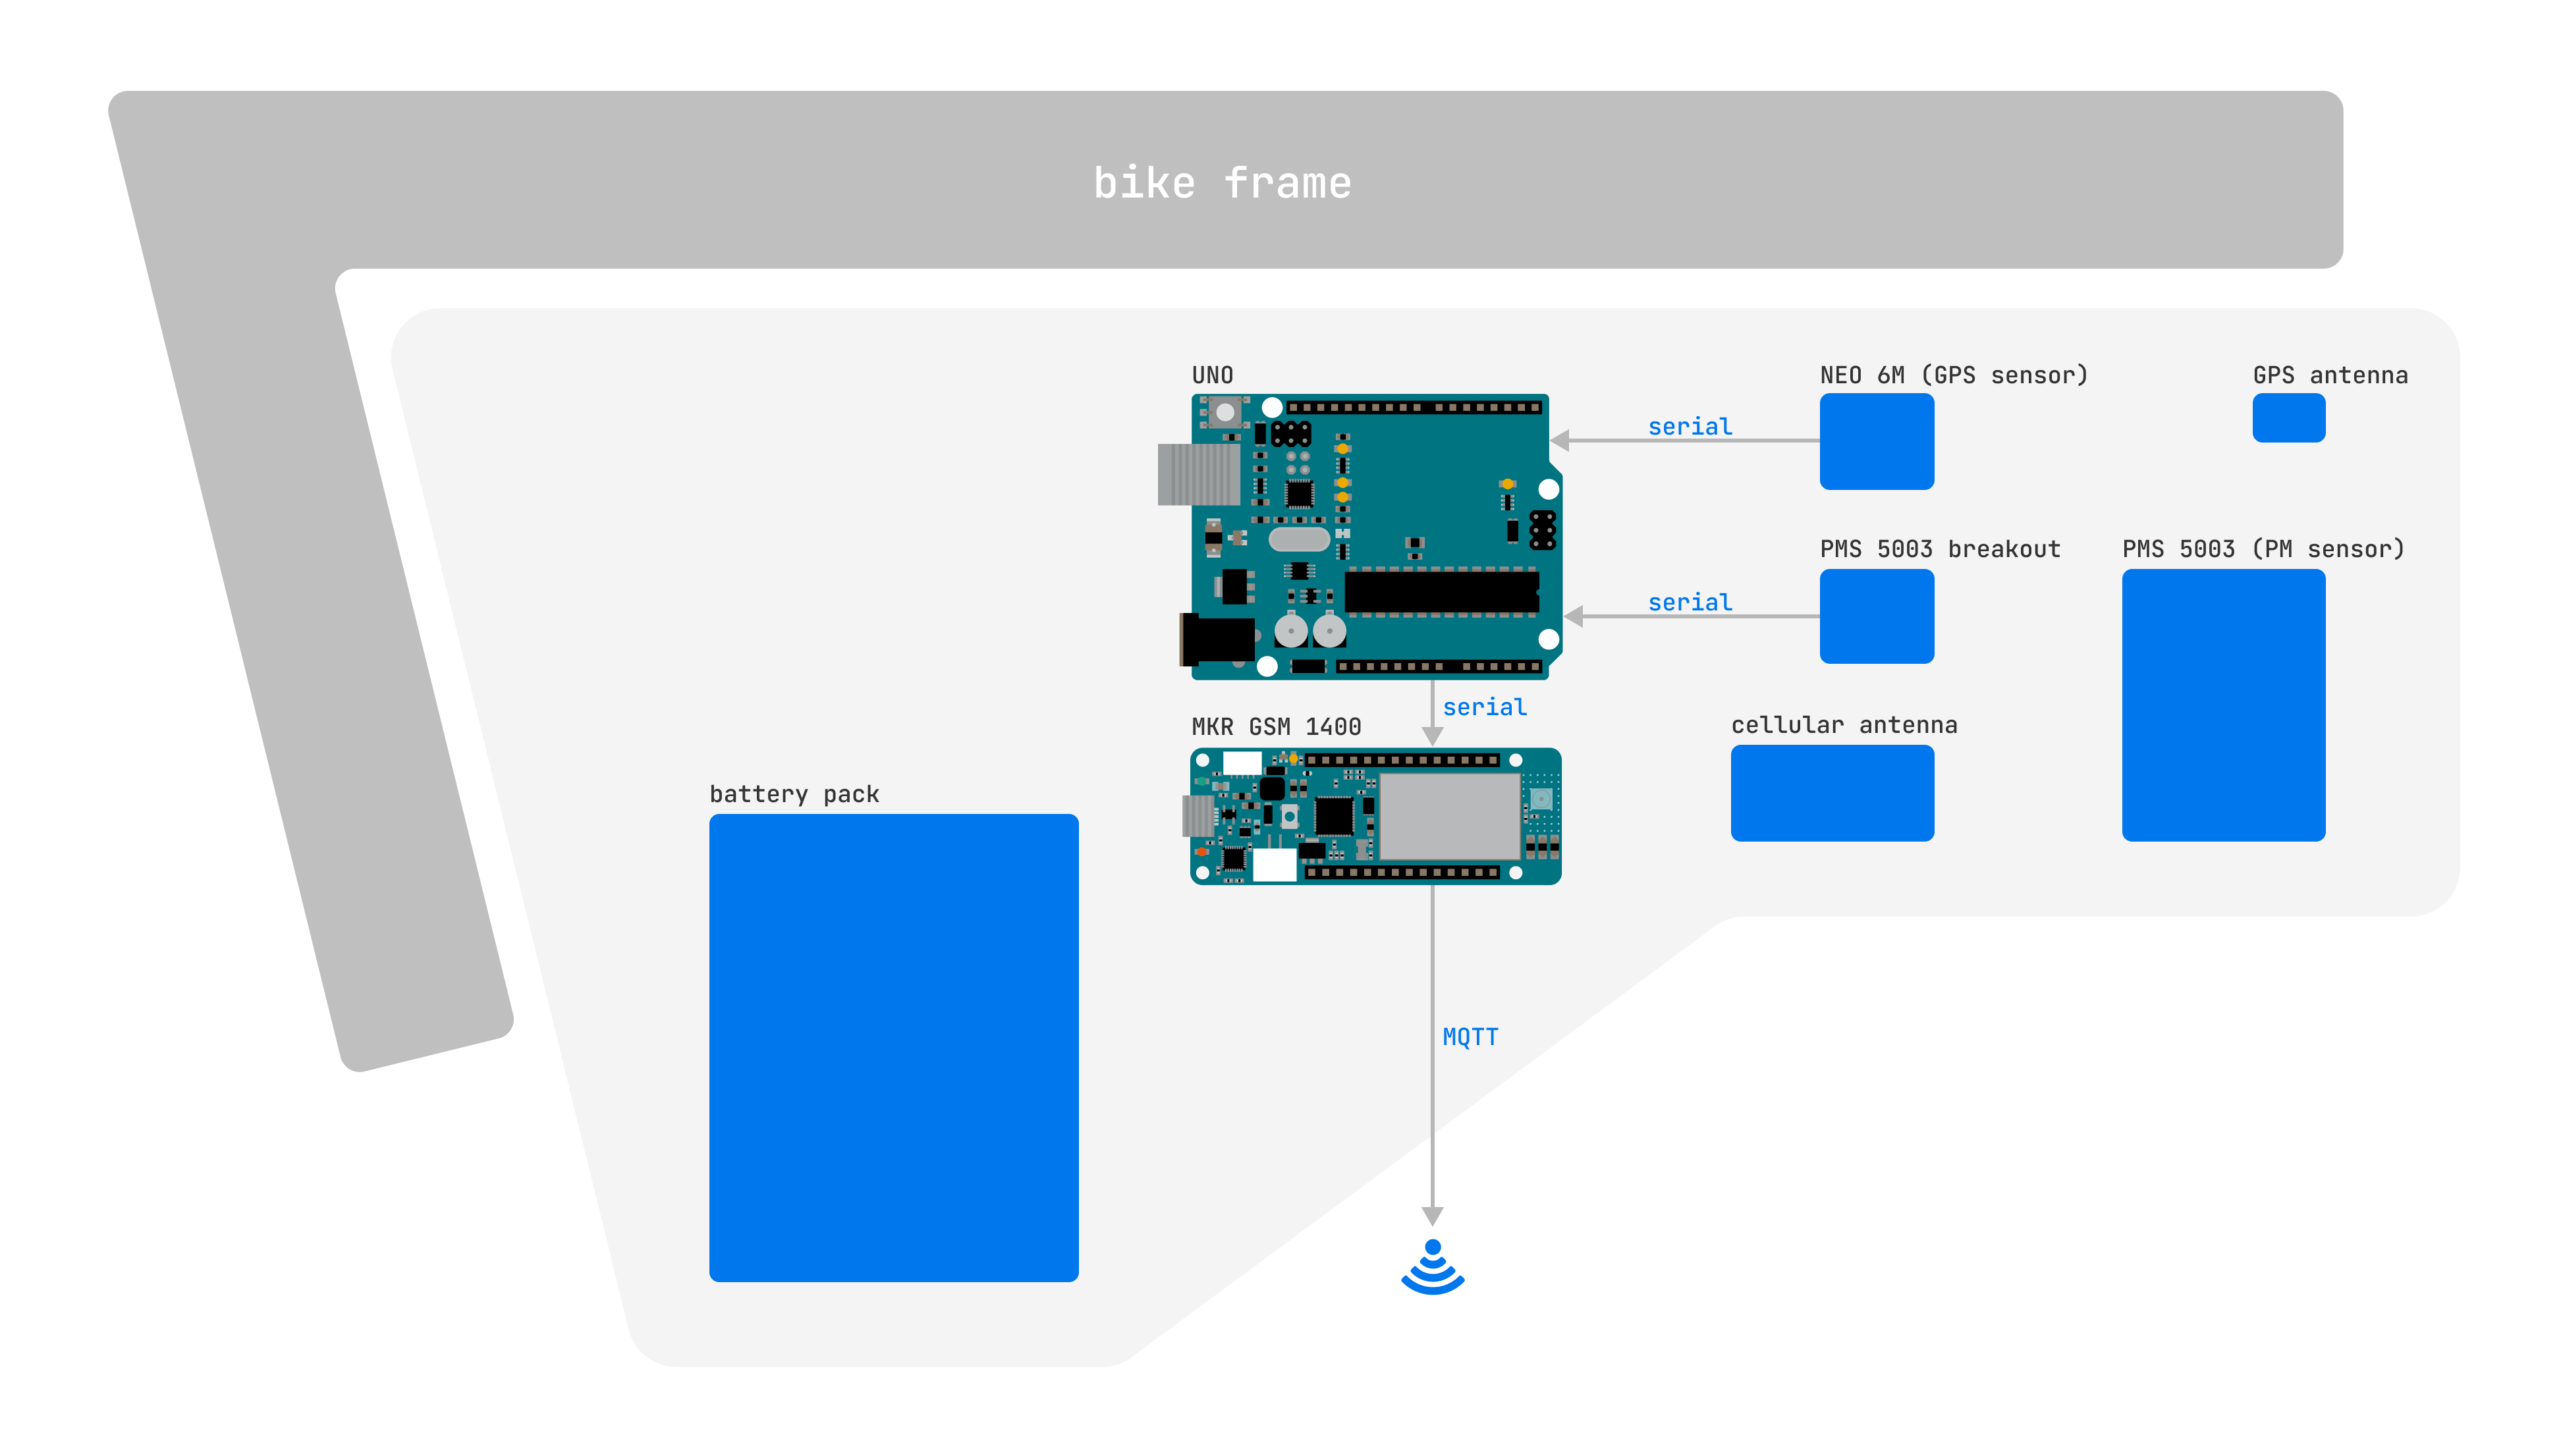 bike frame
UNO
NEO 6M (GPS sensor)
GPS antenna
serial
PMS 5003 breakout
PMS 5003 (PM sensor)
serial
serial
MKR GSM 1400
cellular antenna
battery pack
MQTT